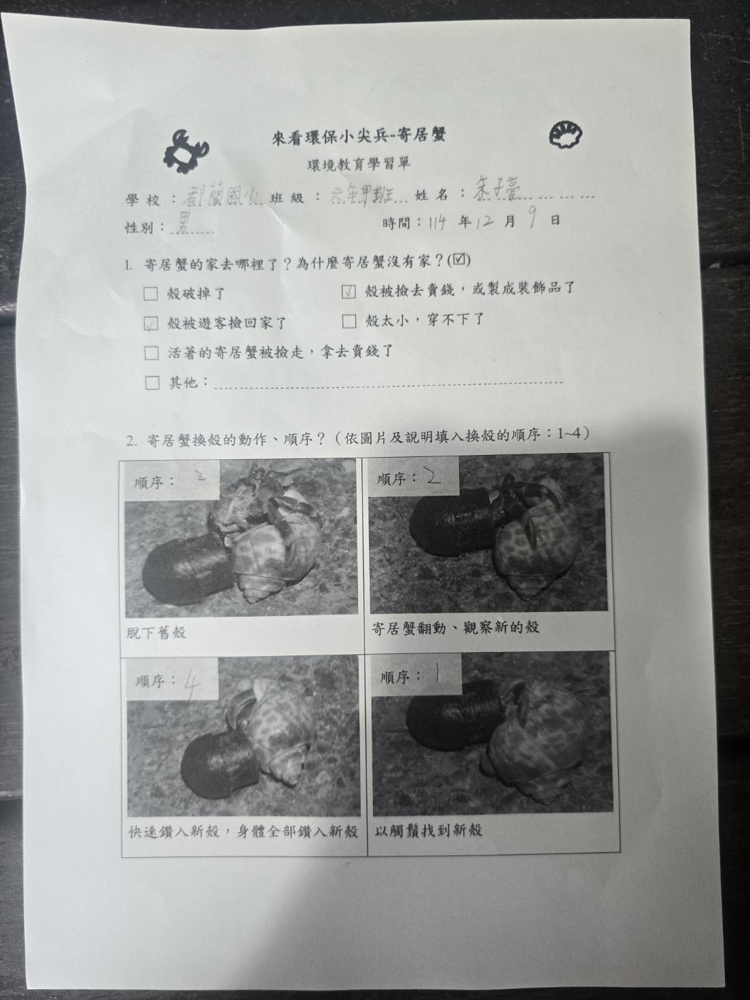 來看環保小尖兵-寄居蟹
環境教育學習單
學校：都蘭國小 班級：六年甲班 姓名：朱子豪
性別：男 時間：114 年 12 月 9 日
1. 寄居蟹的家去哪裡了？為什麼寄居蟹沒有家？(☑)
☐ 殼破掉了 ☑ 殼被撿去賣錢，或製成裝飾品了
☑ 殼被遊客撿回家了 ☐ 殼太小，穿不下了
☐ 活著的寄居蟹被撿走，拿去賣錢了
☐ 其他：
2. 寄居蟹換殼的動作、順序？（依圖片及說明填入換殼的順序：1~4）
順序：3
脫下舊殼
順序：2
寄居蟹翻動、觀察新的殼
順序：4
快速鑽入新殼，身體全部鑽入新殼
順序：1
以觸鬚找到新殼